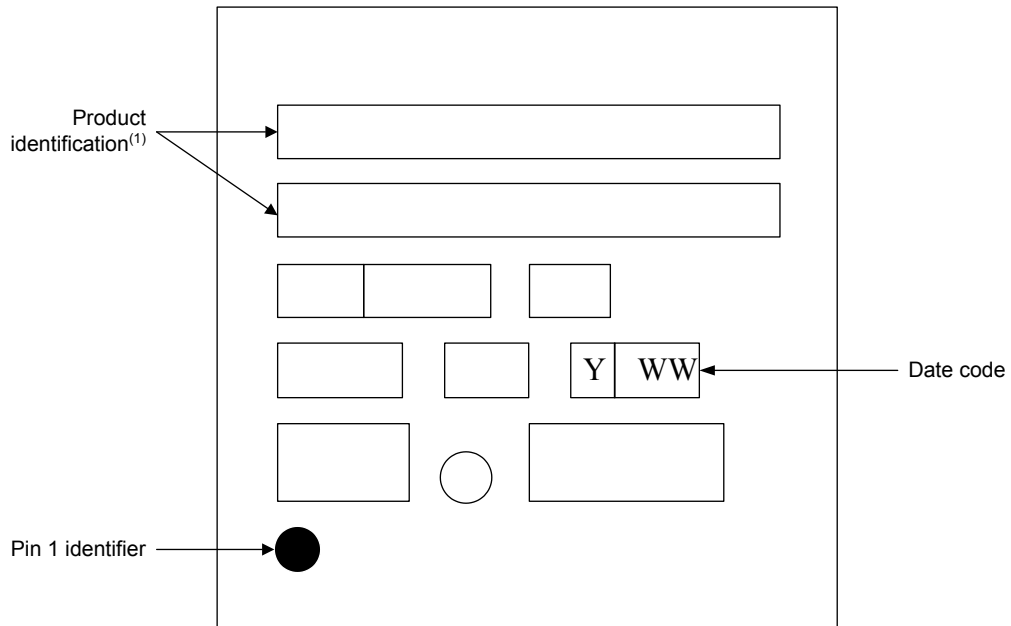 Product
identification(1)
Y WW
Date code
Pin 1 identifier